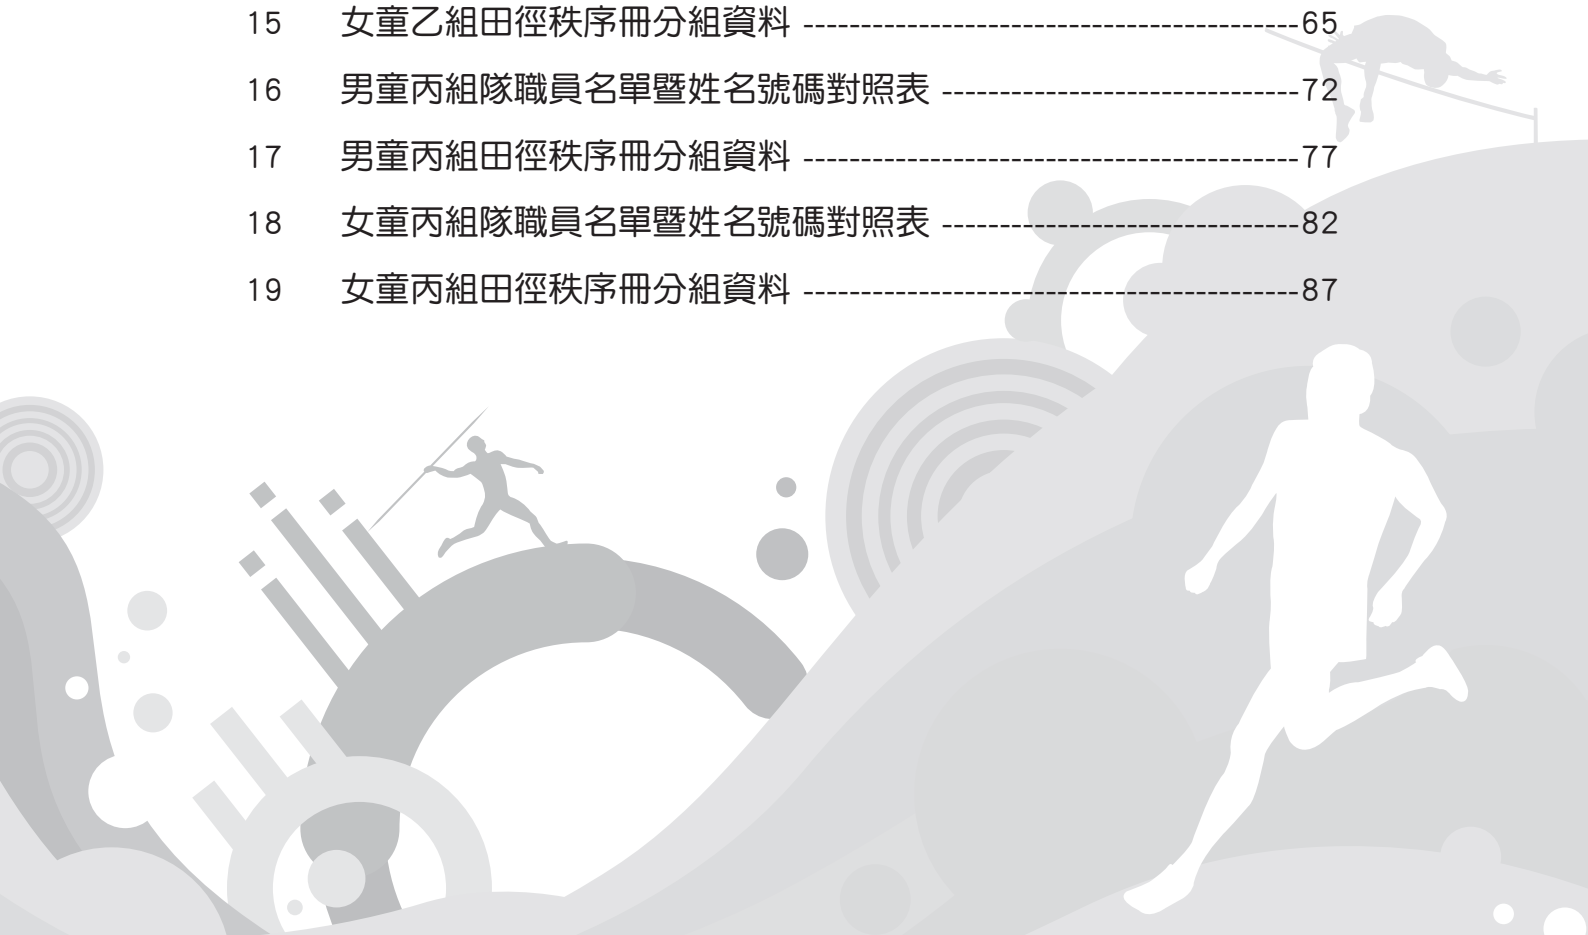 15 女童乙組田徑秩序冊分組資料 -------------------------------------------65
16 男童丙組隊職員名單暨姓名號碼對照表 -------------------------------72
17 男童丙組田徑秩序冊分組資料 -------------------------------------------77
18 女童丙組隊職員名單暨姓名號碼對照表 -------------------------------82
19 女童丙組田徑秩序冊分組資料 -------------------------------------------87